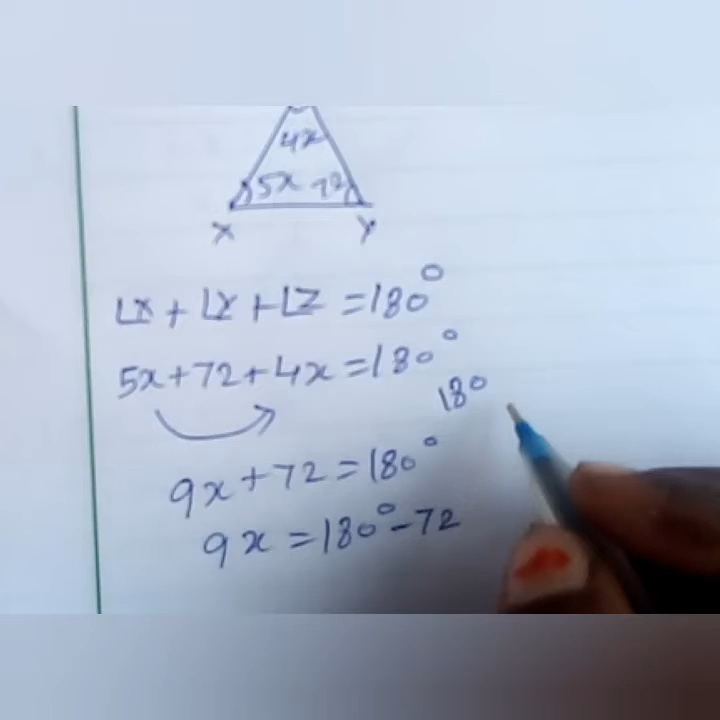 4x
5x 72
X Y
∠X + ∠Y + ∠Z = 180°
5x + 72 + 4x = 180°
180
9x + 72 = 180°
9x = 180° - 72